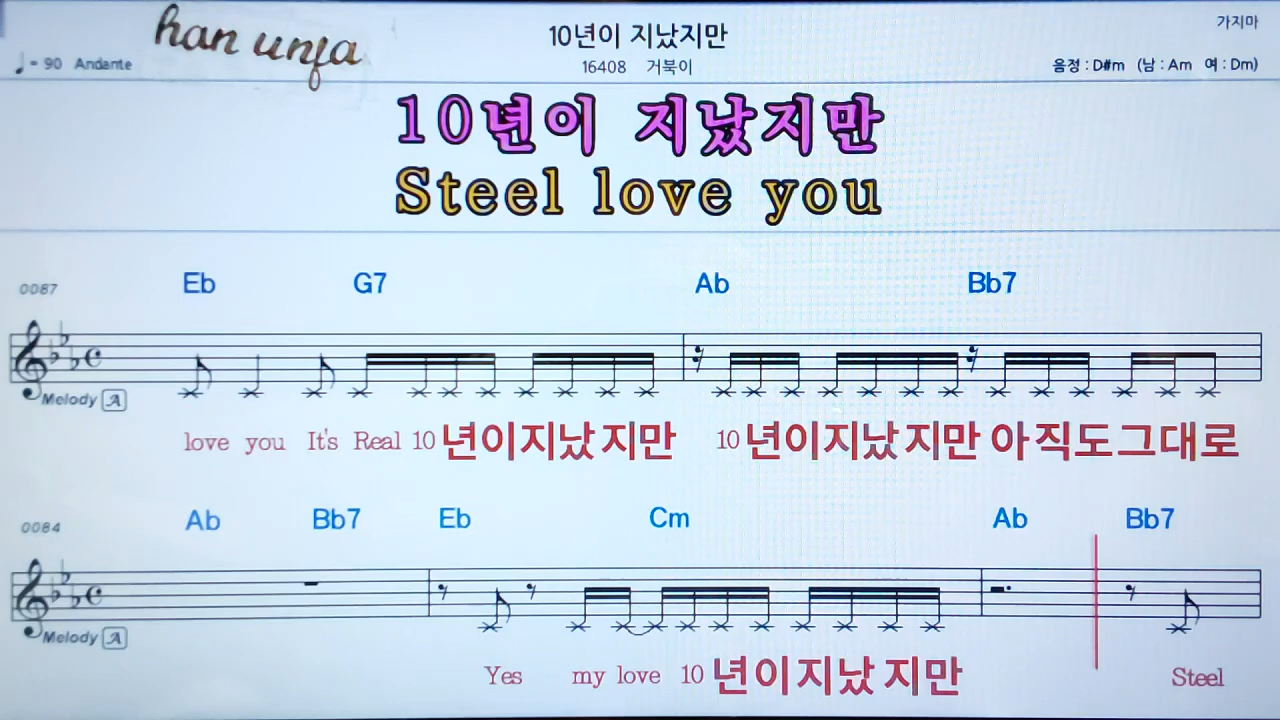 han unfa
10년이 지났지만
가지마
♩= 90 Andante
16408 거북이
음정 : D#m (남 : Am 여 : Dm)
10년이 지났지만
Steel love you
0087
Eb G7 Ab Bb7
Melody A
love you It's Real 10 년이지났지만 10 년이지났지만 아직도그대로
0084
Ab Bb7 Eb Cm Ab Bb7
Melody A
Yes my love 10 년이지났지만 Steel